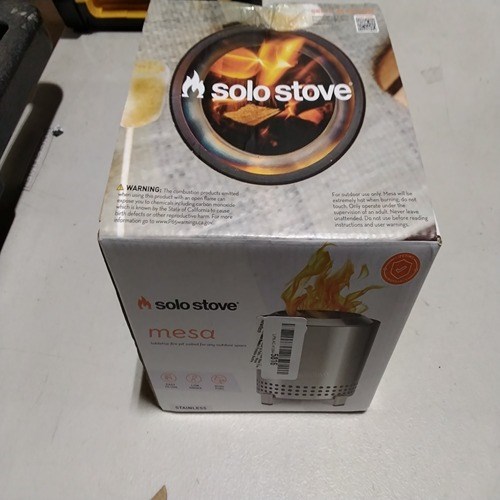 solo stove
WARNING: The combustion products emitted
when using this product with an open flame can
expose you to chemicals including carbon monoxide
which is known by the State of California to cause
birth defects or other reproductive harm. For more
information go to www.P65warnings.ca.gov
For outdoor use only. Mesa will be
extremely hot when burning, do not
touch. Only operate under the
supervision of an adult. Never leave
unattended. Do not use before reading
instructions and user warnings.
solo stove
mesa
STAINLESS